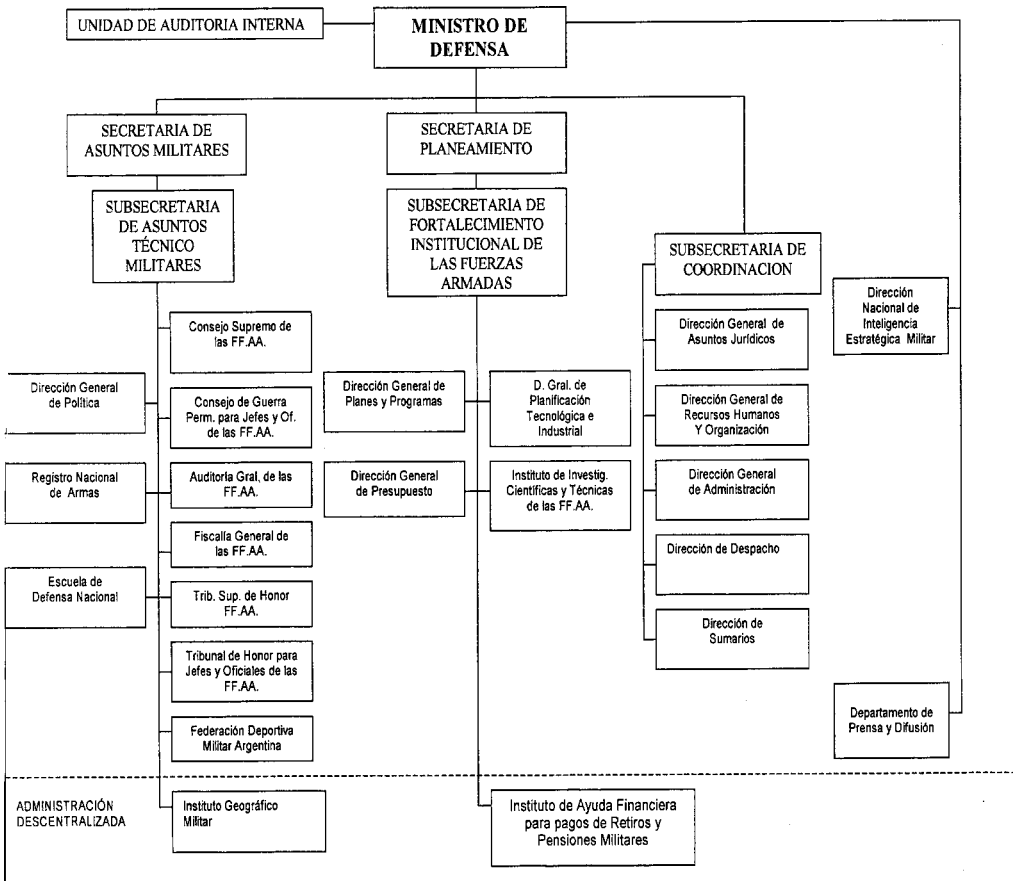 UNIDAD DE AUDITORIA INTERNA
MINISTRO DE
DEFENSA
SECRETARIA DE
ASUNTOS MILITARES
SECRETARIA DE
PLANEAMIENTO
SUBSECRETARIA
DE ASUNTOS
TÉCNICO
MILITARES
SUBSECRETARIA DE
FORTALECIMIENTO
INSTITUCIONAL DE
LAS FUERZAS
ARMADAS
SUBSECRETARIA DE
COORDINACION
Dirección
Nacional de
Inteligencia
Estratégica Militar
Consejo Supremo de
las FF.AA.
Dirección General de
Asuntos Jurídicos
Dirección General
de Política
Consejo de Guerra
Perm. para Jefes y Of.
de las FF.AA.
Dirección General de
Planes y Programas
D. Gral. de
Planificación
Tecnológica e
Industrial
Dirección General de
Recursos Humanos
Y Organización
Registro Nacional
de Armas
Auditoría Gral, de las
FF.AA.
Dirección General
de Presupuesto
Instituto de Investig.
Científicas y Técnicas
de las FF.AA.
Dirección General
de Administración
Fiscalía General de
las FF.AA.
Dirección de Despacho
Escuela de
Defensa Nacional
Trib. Sup. de Honor
FF.AA.
Dirección de
Sumarios
Tribunal de Honor para
Jefes y Oficiales de las
FF.AA.
Federación Deportiva
Militar Argentina
Departamento de
Prensa y Difusión
ADMINISTRACIÓN
DESCENTRALIZADA
Instituto Geográfico
Militar
Instituto de Ayuda Financiera
para pagos de Retiros y
Pensiones Militares